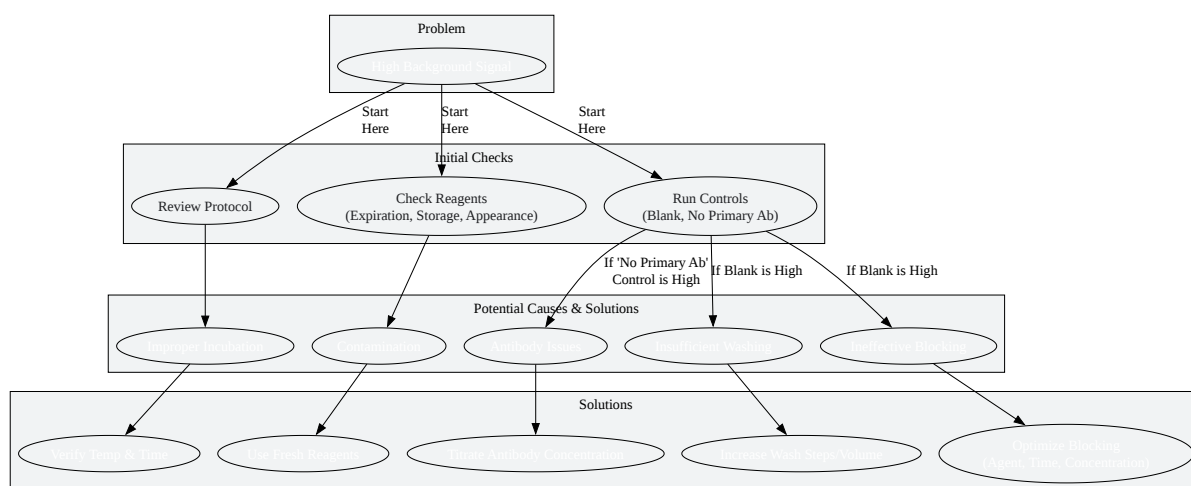 Problem
High Background Signal
Start
Here
Start
Here
Start
Here
Initial Checks
Review Protocol
Check Reagents
(Expiration, Storage, Appearance)
Run Controls
(Blank, No Primary Ab)
If 'No Primary Ab'
Control is High
If Blank is High
If Blank is High
Potential Causes & Solutions
Improper Incubation
Contamination
Antibody Issues
Insufficient Washing
Ineffective Blocking
Solutions
Verify Temp & Time
Use Fresh Reagents
Titrate Antibody Concentration
Increase Wash Steps/Volume
Optimize Blocking
(Agent, Time, Concentration)